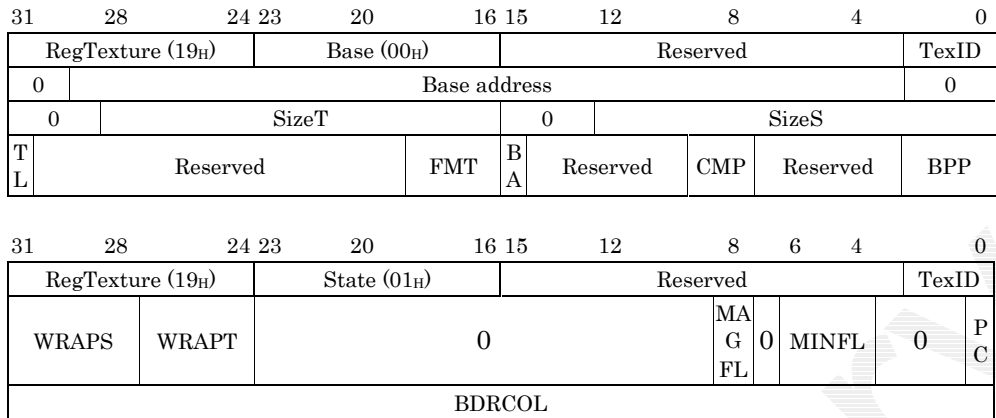 31 28 24 23 20 16 15 12 8 4 0
RegTexture (19H) Base (00H) Reserved TexID
0 Base address 0
0 SizeT 0 SizeS
T L Reserved FMT B A Reserved CMP Reserved BPP
31 28 24 23 20 16 15 12 8 6 4 0
RegTexture (19H) State (01H) Reserved TexID
WRAPS WRAPT 0 MA G FL 0 MINFL 0 P C
BDRCOL